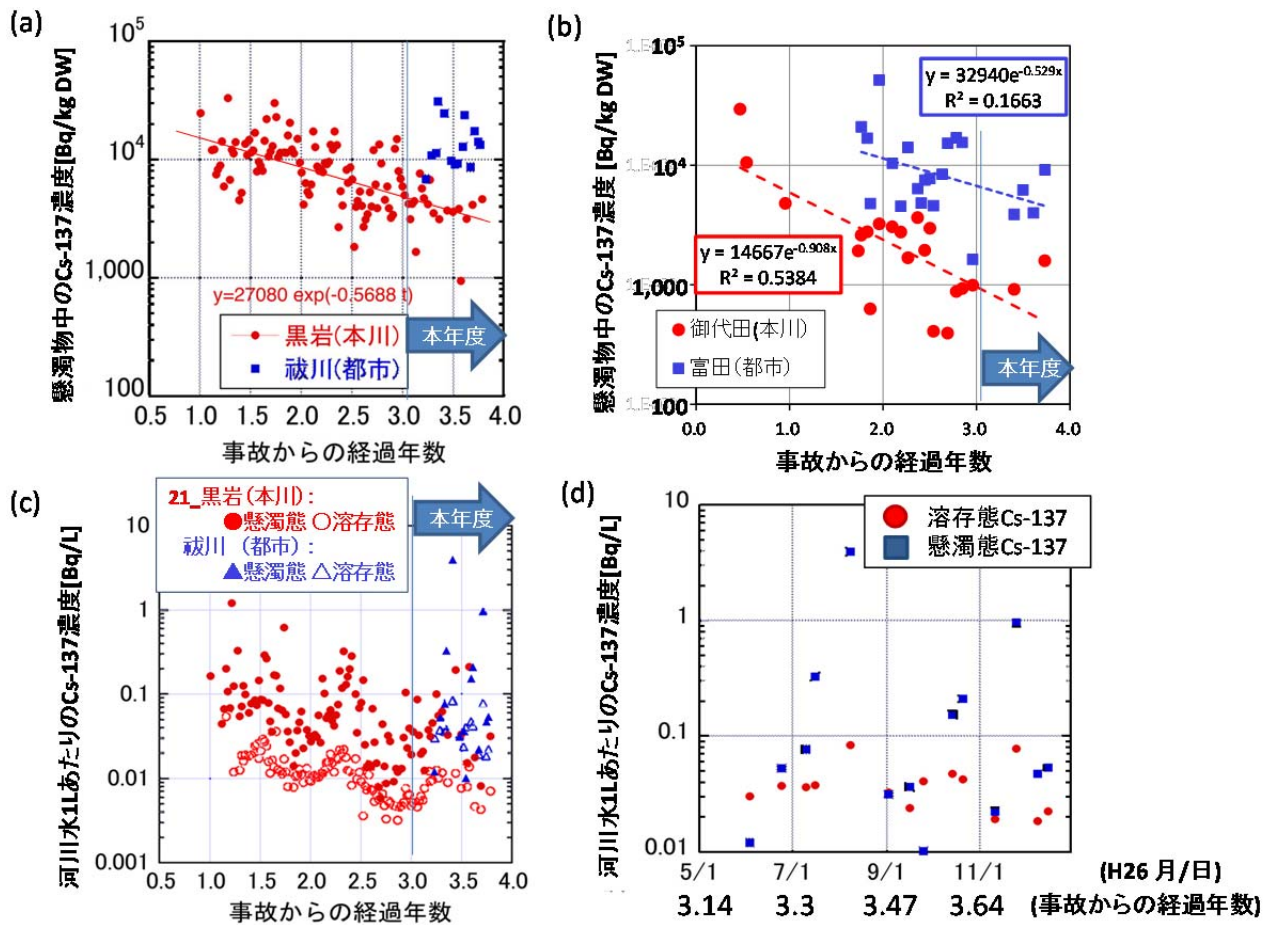 (a)
懸濁物中のCs-137濃度[Bq/kg DW]
10⁵
10⁴
1,000
100
y=27080 exp(-0.5688 t)
黒岩(本川)
祓川(都市)
本年度
0.5 1.0 1.5 2.0 2.5 3.0 3.5 4.0
事故からの経過年数
(b)
懸濁物中のCs-137濃度 [Bq/kg DW]
10⁵
10⁴
1,000
100
y = 32940e⁻⁰·⁵²⁹ˣ
R² = 0.1663
y = 14667e⁻⁰·⁹⁰⁸ˣ
R² = 0.5384
御代田(本川)
富田(都市)
本年度
0.0 1.0 2.0 3.0 4.0
事故からの経過年数
(c)
河川水1LあたりのCs-137濃度[Bq/L]
21_黒岩(本川):
懸濁態 溶存態
祓川 (都市):
懸濁態 溶存態
本年度
10
1
0.1
0.01
0.001
0.5 1.0 1.5 2.0 2.5 3.0 3.5 4.0
事故からの経過年数
(d)
河川水1LあたりのCs-137濃度[Bq/L]
溶存態Cs-137
懸濁態Cs-137
10
1
0.1
0.01
5/1 7/1 9/1 11/1 (H26 月/日)
3.14 3.3 3.47 3.64 (事故からの経過年数)